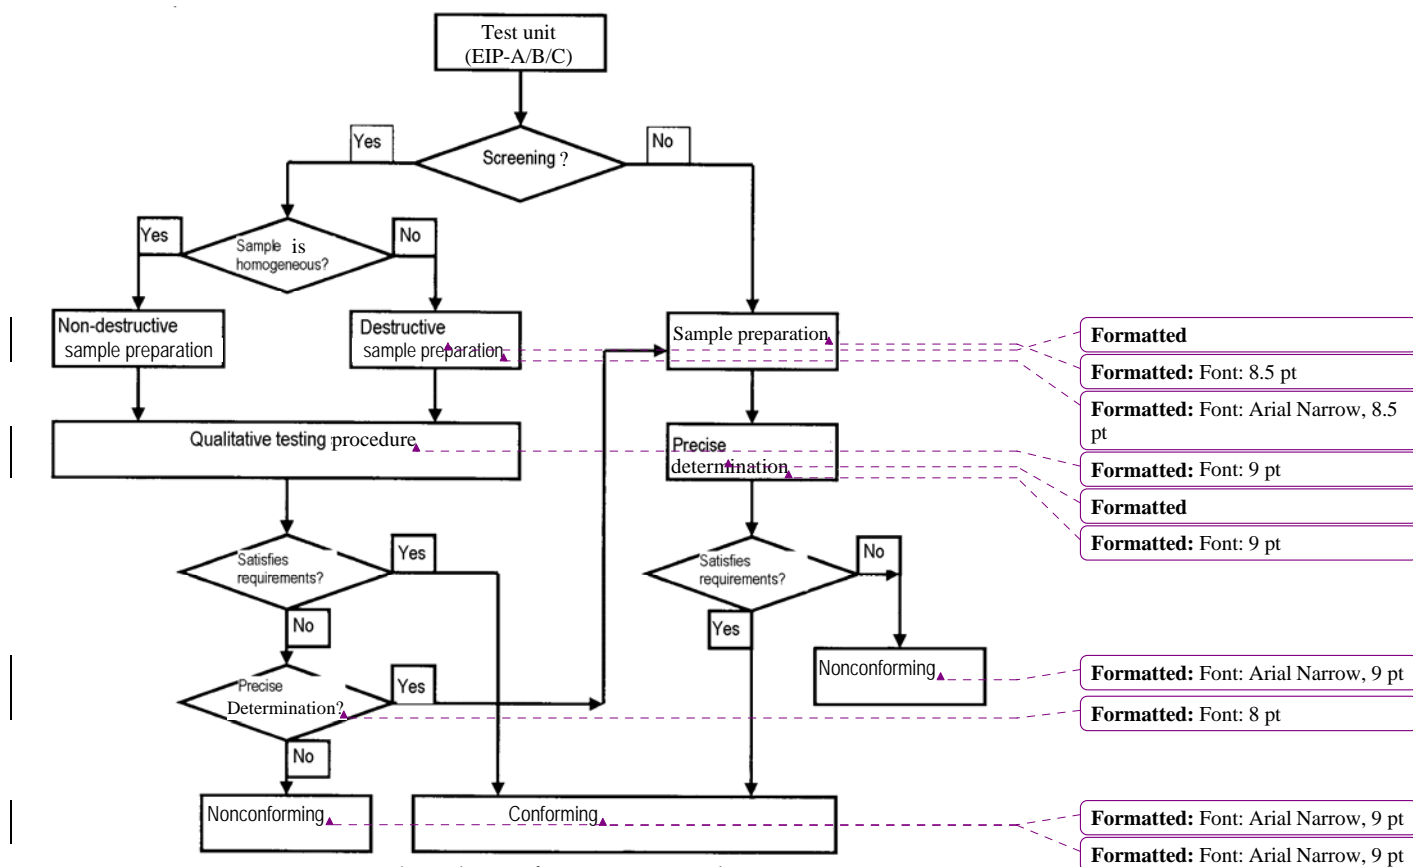 Test unit
(EIP-A/B/C)
Yes
No
Screening ?
Yes
No
Sample is
homogeneous?
Non-destructive
sample preparation
Destructive
sample preparation
Sample preparation
Formatted
Formatted: Font: 8.5 pt
Formatted: Font: Arial Narrow, 8.5
pt
Qualitative testing procedure
Precise
determination
Formatted: Font: 9 pt
Formatted
Formatted: Font: 9 pt
Satisfies
requirements?
Yes
Satisfies
requirements?
No
No
Yes
Nonconforming
Formatted: Font: Arial Narrow, 9 pt
Precise
Determination?
Yes
Formatted: Font: 8 pt
No
Nonconforming
Conforming
Formatted: Font: Arial Narrow, 9 pt
Formatted: Font: Arial Narrow, 9 pt